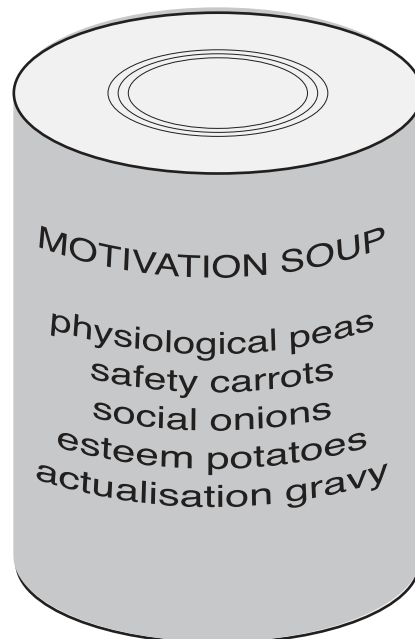 MOTIVATION SOUP
physiological peas
safety carrots
social onions
esteem potatoes
actualisation gravy